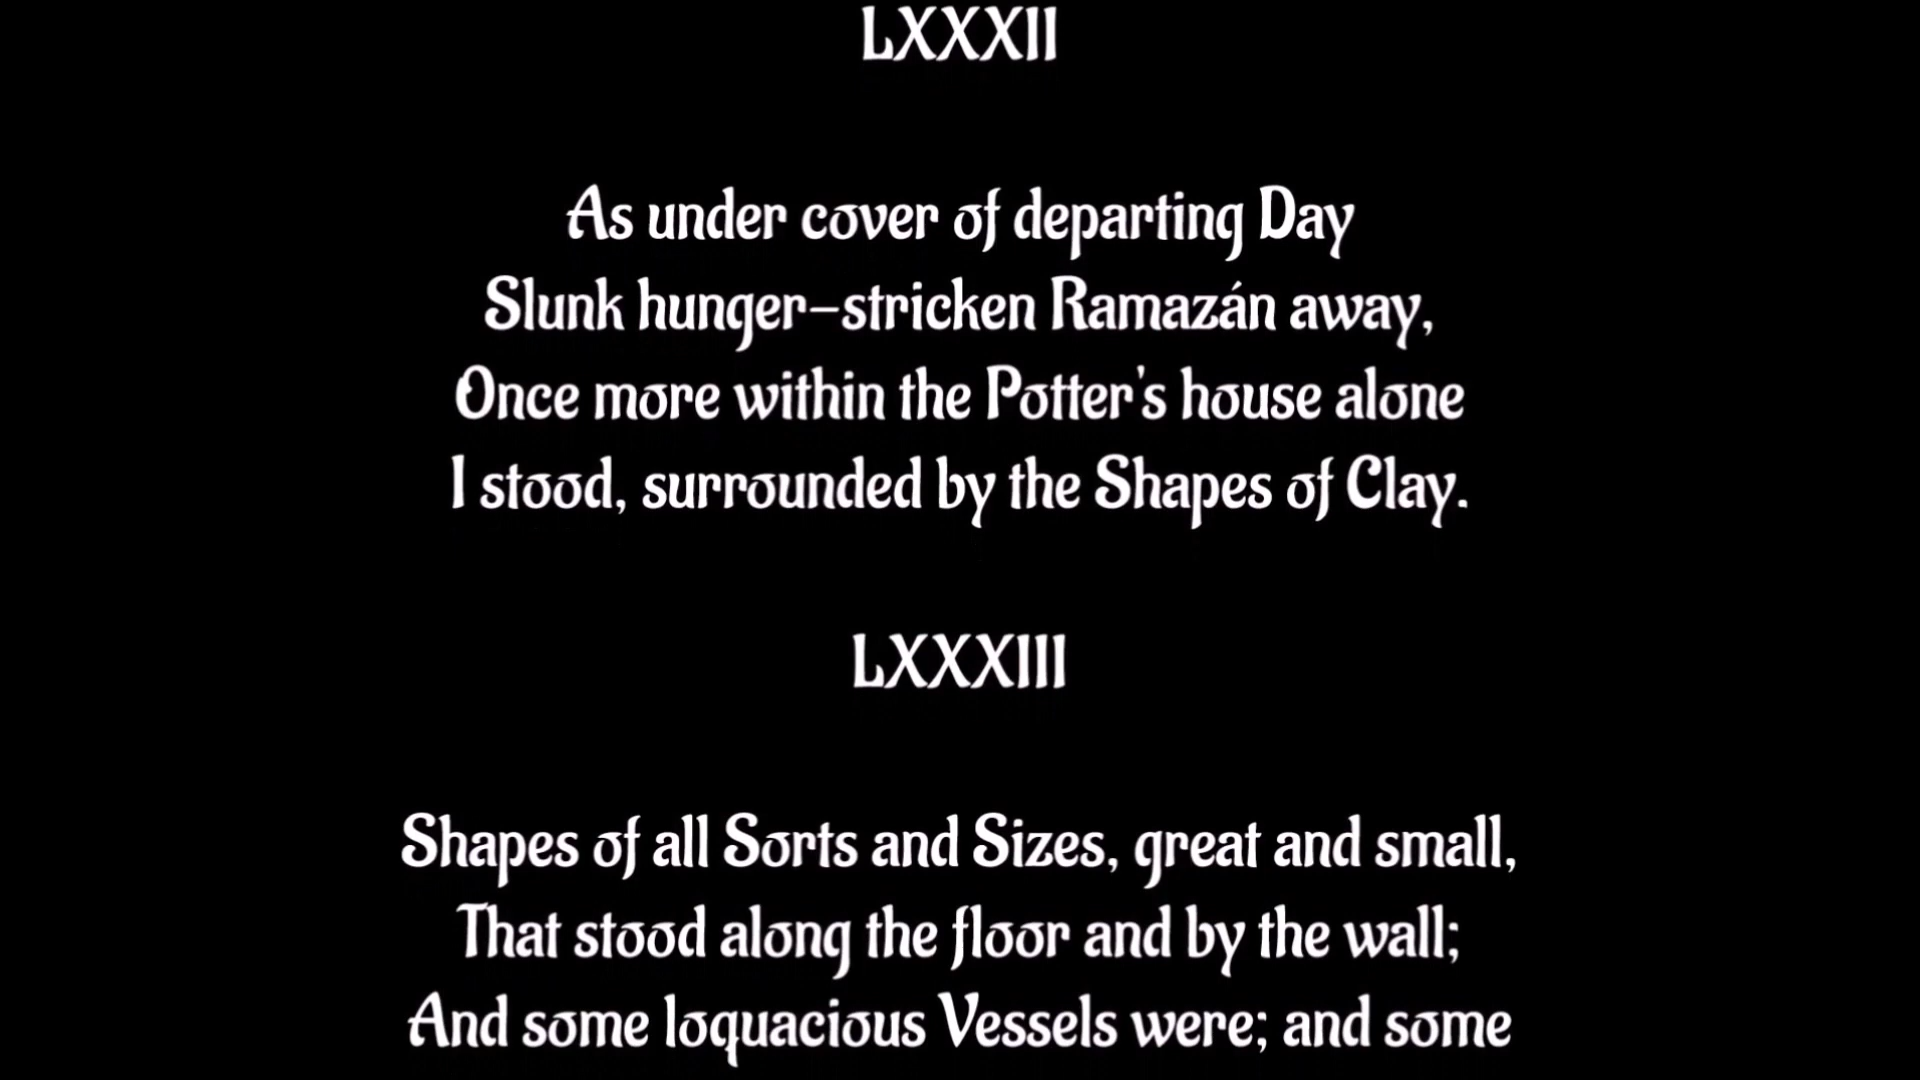 LXXXII
As under cover of departing Day
Slunk hunger-stricken Ramazán away,
Once more within the Potter's house alone
I stood, surrounded by the Shapes of Clay.
LXXXIII
Shapes of all Sorts and Sizes, great and small,
That stood along the floor and by the wall;
And some loquacious Vessels were; and some